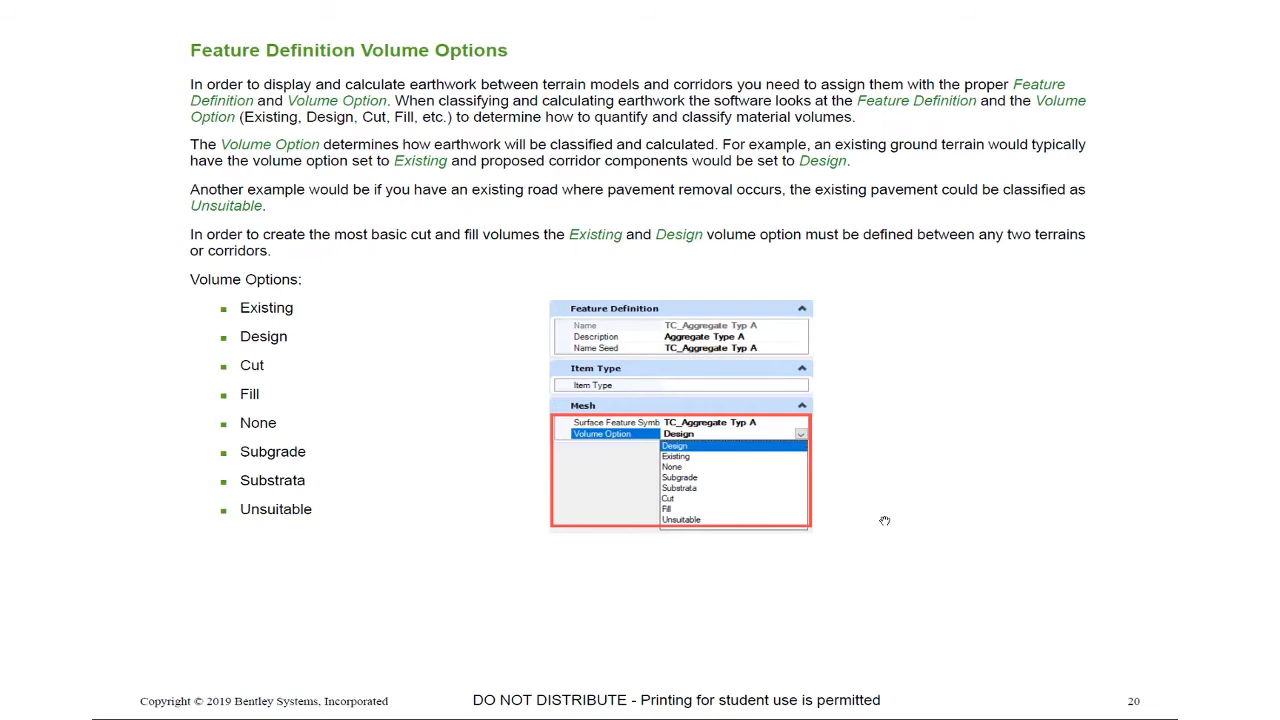 Feature Definition Volume Options
In order to display and calculate earthwork between terrain models and corridors you need to assign them with the proper Feature
Definition and Volume Option. When classifying and calculating earthwork the software looks at the Feature Definition and the Volume
Option (Existing, Design, Cut, Fill, etc.) to determine how to quantify and classify material volumes.
The Volume Option determines how earthwork will be classified and calculated. For example, an existing ground terrain would typically
have the volume option set to Existing and proposed corridor components would be set to Design.
Another example would be if you have an existing road where pavement removal occurs, the existing pavement could be classified as
Unsuitable.
In order to create the most basic cut and fill volumes the Existing and Design volume option must be defined between any two terrains
or corridors.
Volume Options:
Existing
Design
Cut
Fill
None
Subgrade
Substrata
Unsuitable
Feature Definition
Name TC_Aggregate Typ A
Description Aggregate Type A
Name Seed TC_Aggregate Typ A
Item Type
Item Type
Mesh
Surface Feature Symb TC_Aggregate Typ A
Volume Option Design
Design
Existing
None
Subgrade
Substrata
Cut
Fill
Unsuitable
Copyright © 2019 Bentley Systems, Incorporated DO NOT DISTRIBUTE - Printing for student use is permitted 20